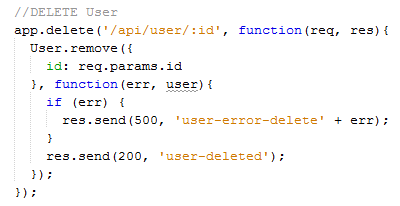 //DELETE User
app.delete('/api/user/:id', function(req, res){
  User.remove({
    id: req.params.id
  }, function(err, user){
    if (err) {
      res.send(500, 'user-error-delete' + err);
    }
    res.send(200, 'user-deleted');
  });
});